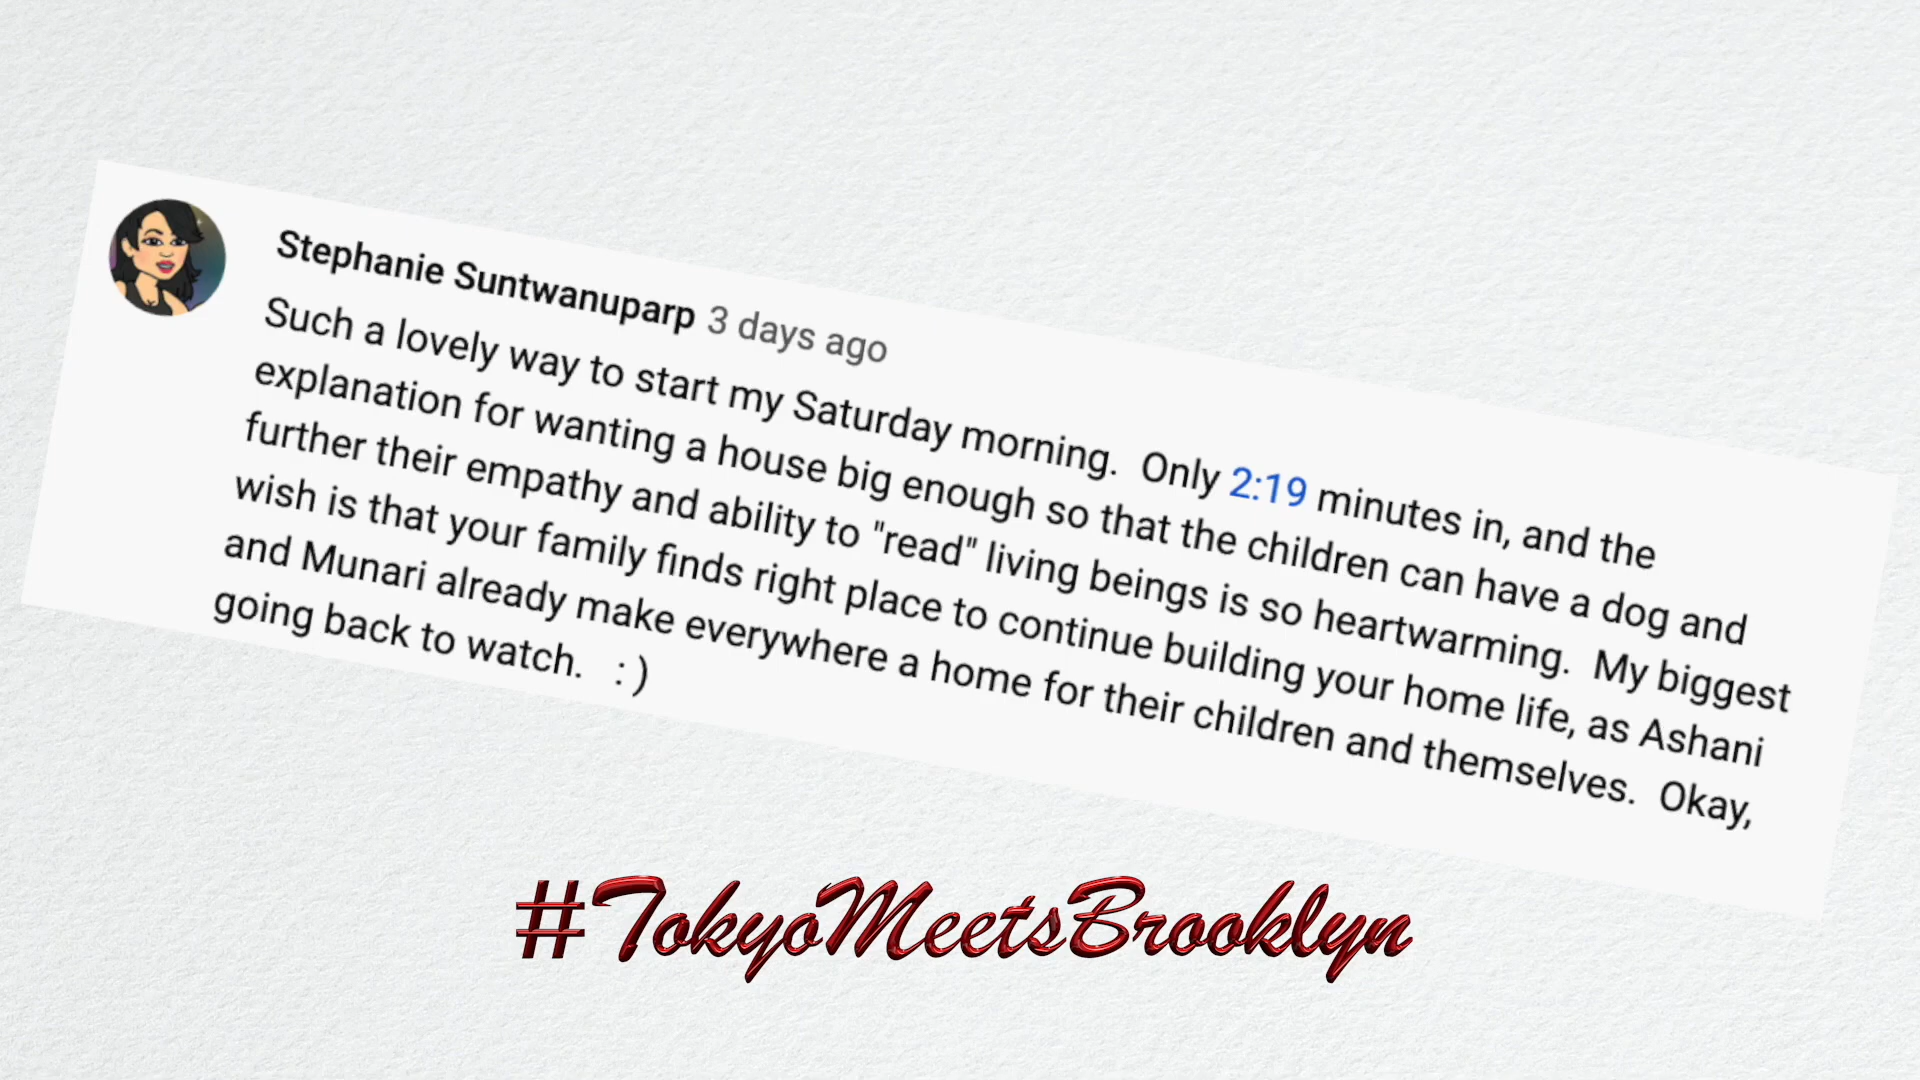 Stephanie Suntwanuparp 3 days ago
Such a lovely way to start my Saturday morning.  Only 2:19 minutes in, and the
explanation for wanting a house big enough so that the children can have a dog and
further their empathy and ability to "read" living beings is so heartwarming.  My biggest
wish is that your family finds right place to continue building your home life, as Ashani
and Munari already make everywhere a home for their children and themselves.  Okay,
going back to watch.   : )
#TokyoMeetsBrooklyn